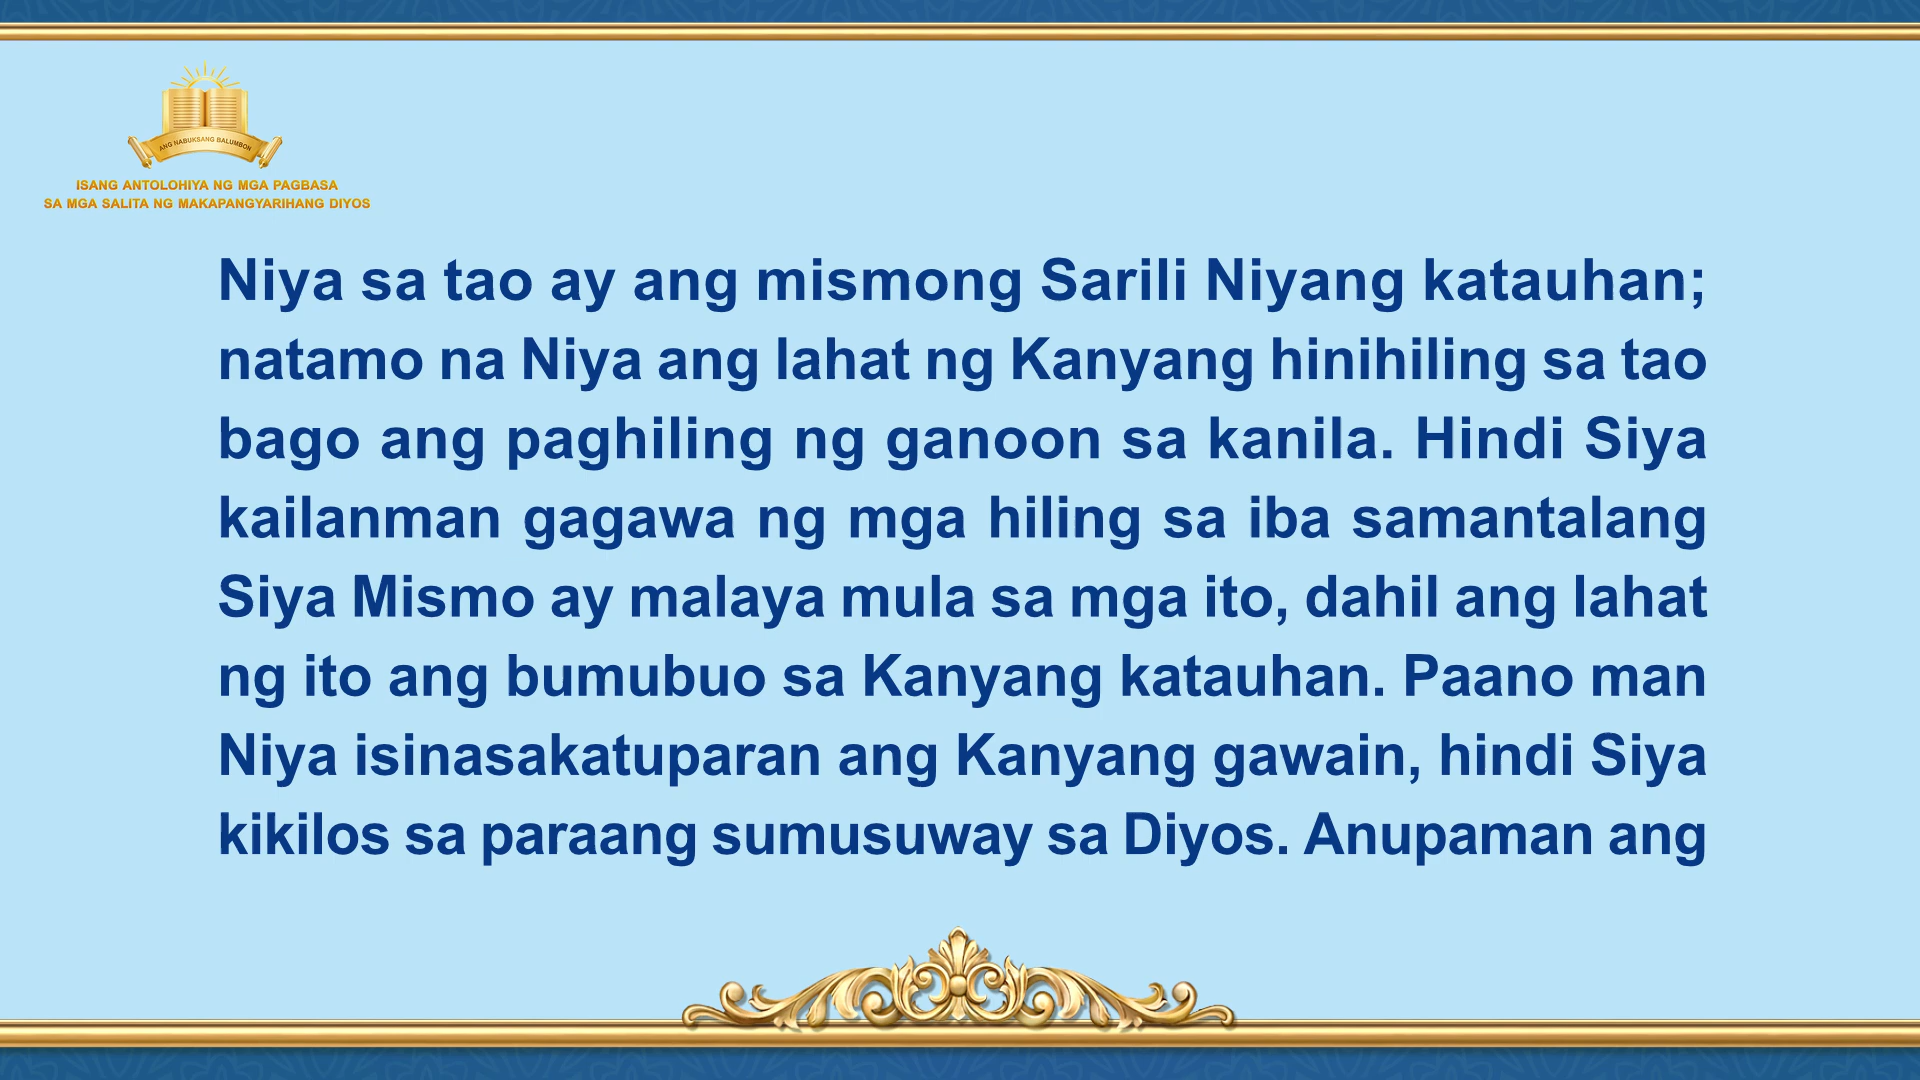 ANG NABUKSANG BALUMBON
ISANG ANTOLOHIYA NG MGA PAGBASA
SA MGA SALITA NG MAKAPANGYARIHANG DIYOS
Niya sa tao ay ang mismong Sarili Niyang katauhan;
natamo na Niya ang lahat ng Kanyang hinihiling sa tao
bago ang paghiling ng ganoon sa kanila. Hindi Siya
kailanman gagawa ng mga hiling sa iba samantalang
Siya Mismo ay malaya mula sa mga ito, dahil ang lahat
ng ito ang bumubuo sa Kanyang katauhan. Paano man
Niya isinasakatuparan ang Kanyang gawain, hindi Siya
kikilos sa paraang sumusuway sa Diyos. Anupaman ang